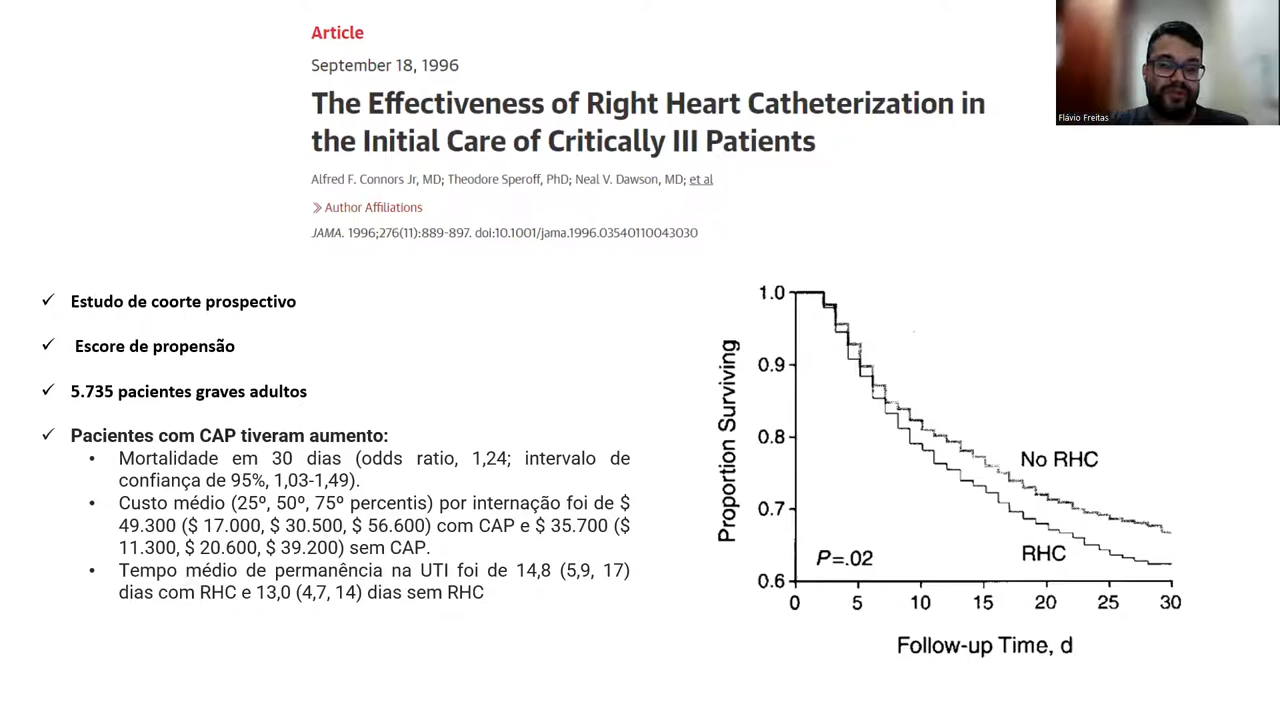 Article
September 18, 1996
The Effectiveness of Right Heart Catheterization in
the Initial Care of Critically III Patients
Alfred F. Connors Jr, MD; Theodore Speroff, PhD; Neal V. Dawson, MD; et al
Author Affiliations
JAMA. 1996;276(11):889-897. doi:10.1001/jama.1996.03540110043030
Flávio Freitas
✓ Estudo de coorte prospectivo
✓ Escore de propensão
✓ 5.735 pacientes graves adultos
✓ Pacientes com CAP tiveram aumento:
• Mortalidade em 30 dias (odds ratio, 1,24; intervalo de
confiança de 95%, 1,03-1,49).
• Custo médio (25º, 50º, 75º percentis) por internação foi de $
49.300 ($ 17.000, $ 30.500, $ 56.600) com CAP e $ 35.700 ($
11.300, $ 20.600, $ 39.200) sem CAP.
• Tempo médio de permanência na UTI foi de 14,8 (5,9, 17)
dias com RHC e 13,0 (4,7, 14) dias sem RHC
Proportion Surviving
1.0
0.9
0.8
0.7
0.6
No RHC
RHC
P=.02
0 5 10 15 20 25 30
Follow-up Time, d